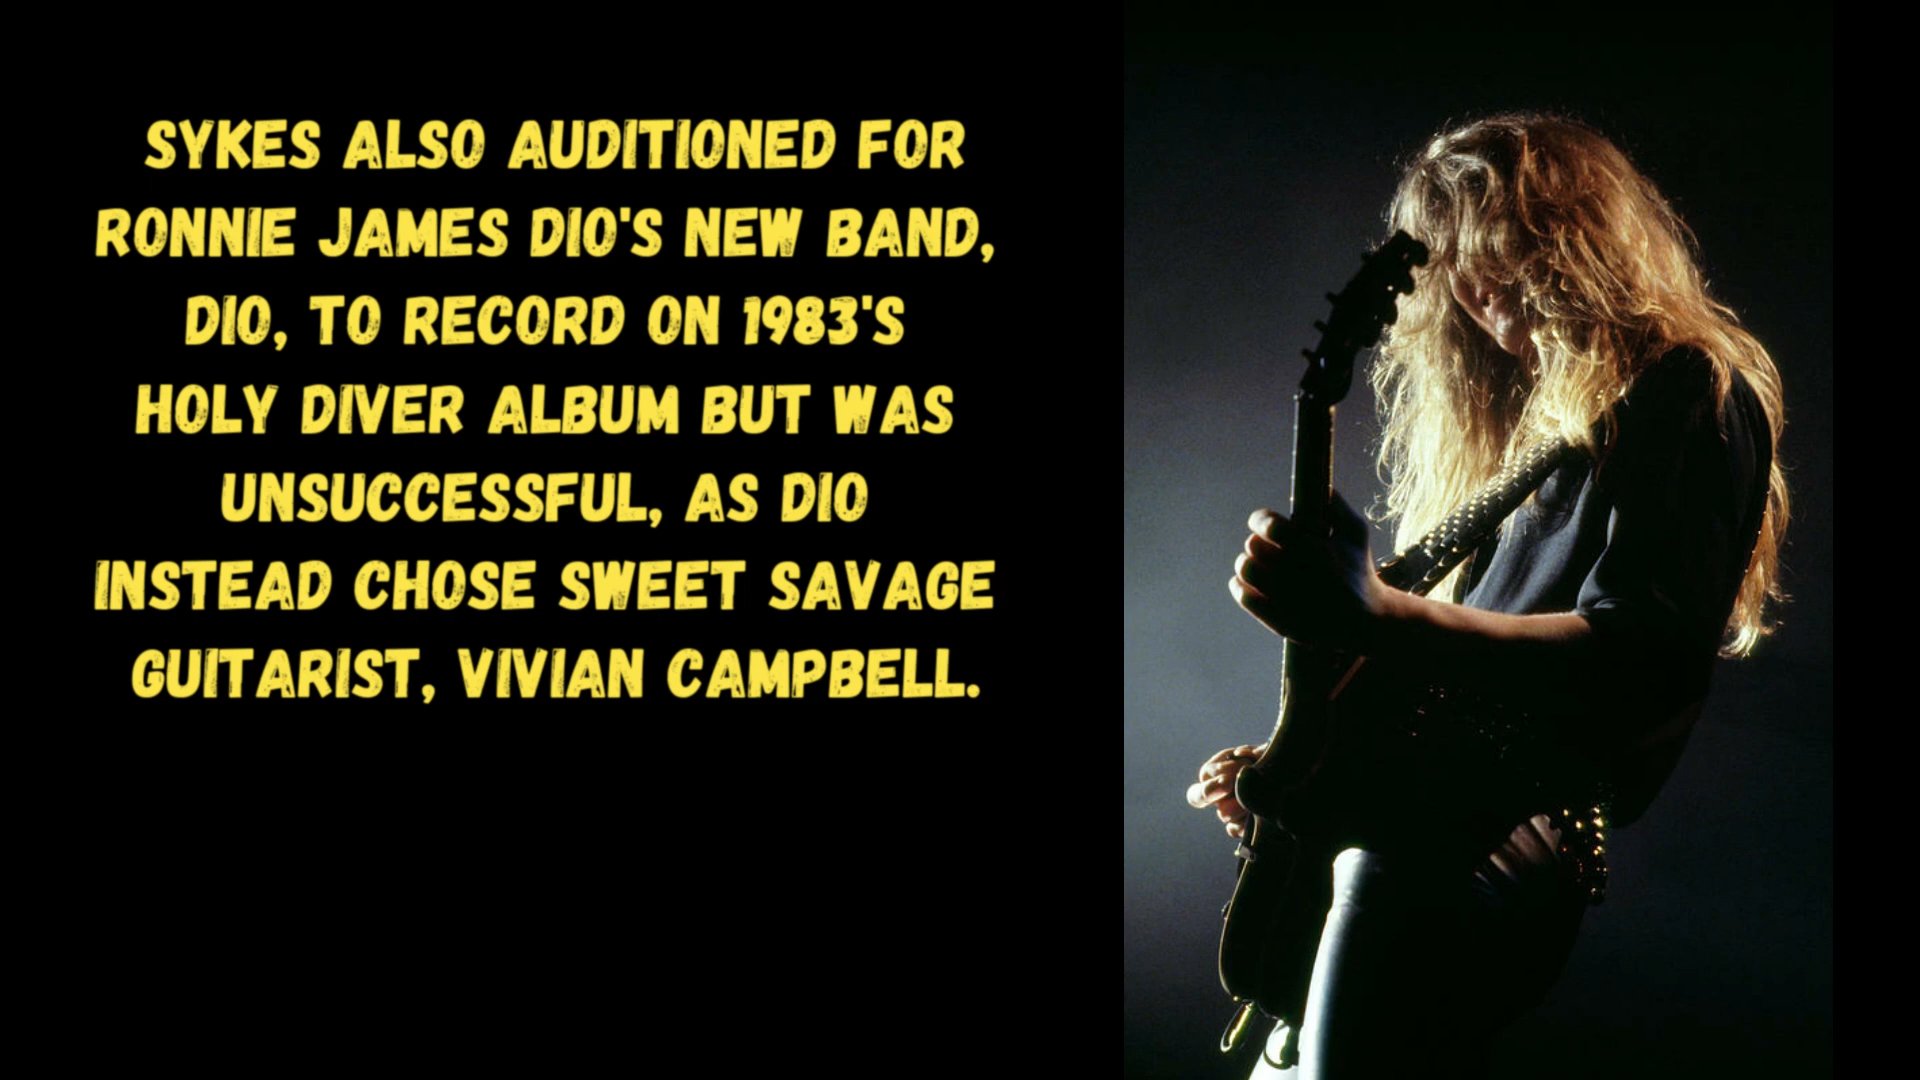 SYKES ALSO AUDITIONED FOR
RONNIE JAMES DIO'S NEW BAND,
DIO, TO RECORD ON 1983'S
HOLY DIVER ALBUM BUT WAS
UNSUCCESSFUL, AS DIO
INSTEAD CHOSE SWEET SAVAGE
GUITARIST, VIVIAN CAMPBELL.